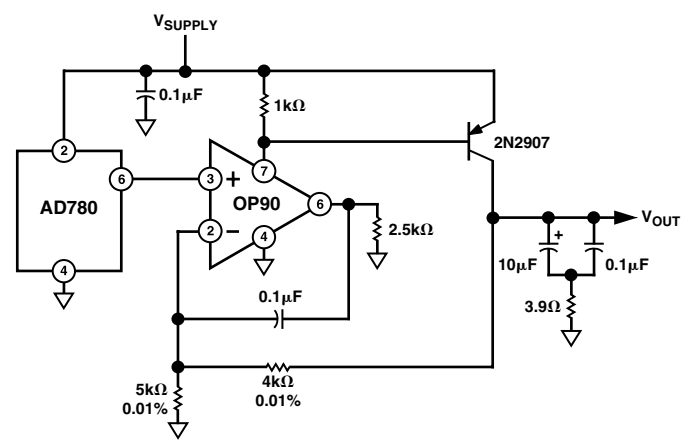 VSUPPLY
0.1μF
1kΩ
2N2907
2
6
AD780
4
3
+
7
OP90
6
2
−
4
2.5kΩ
VOUT
+
10μF
0.1μF
3.9Ω
0.1μF
4kΩ
0.01%
5kΩ
0.01%